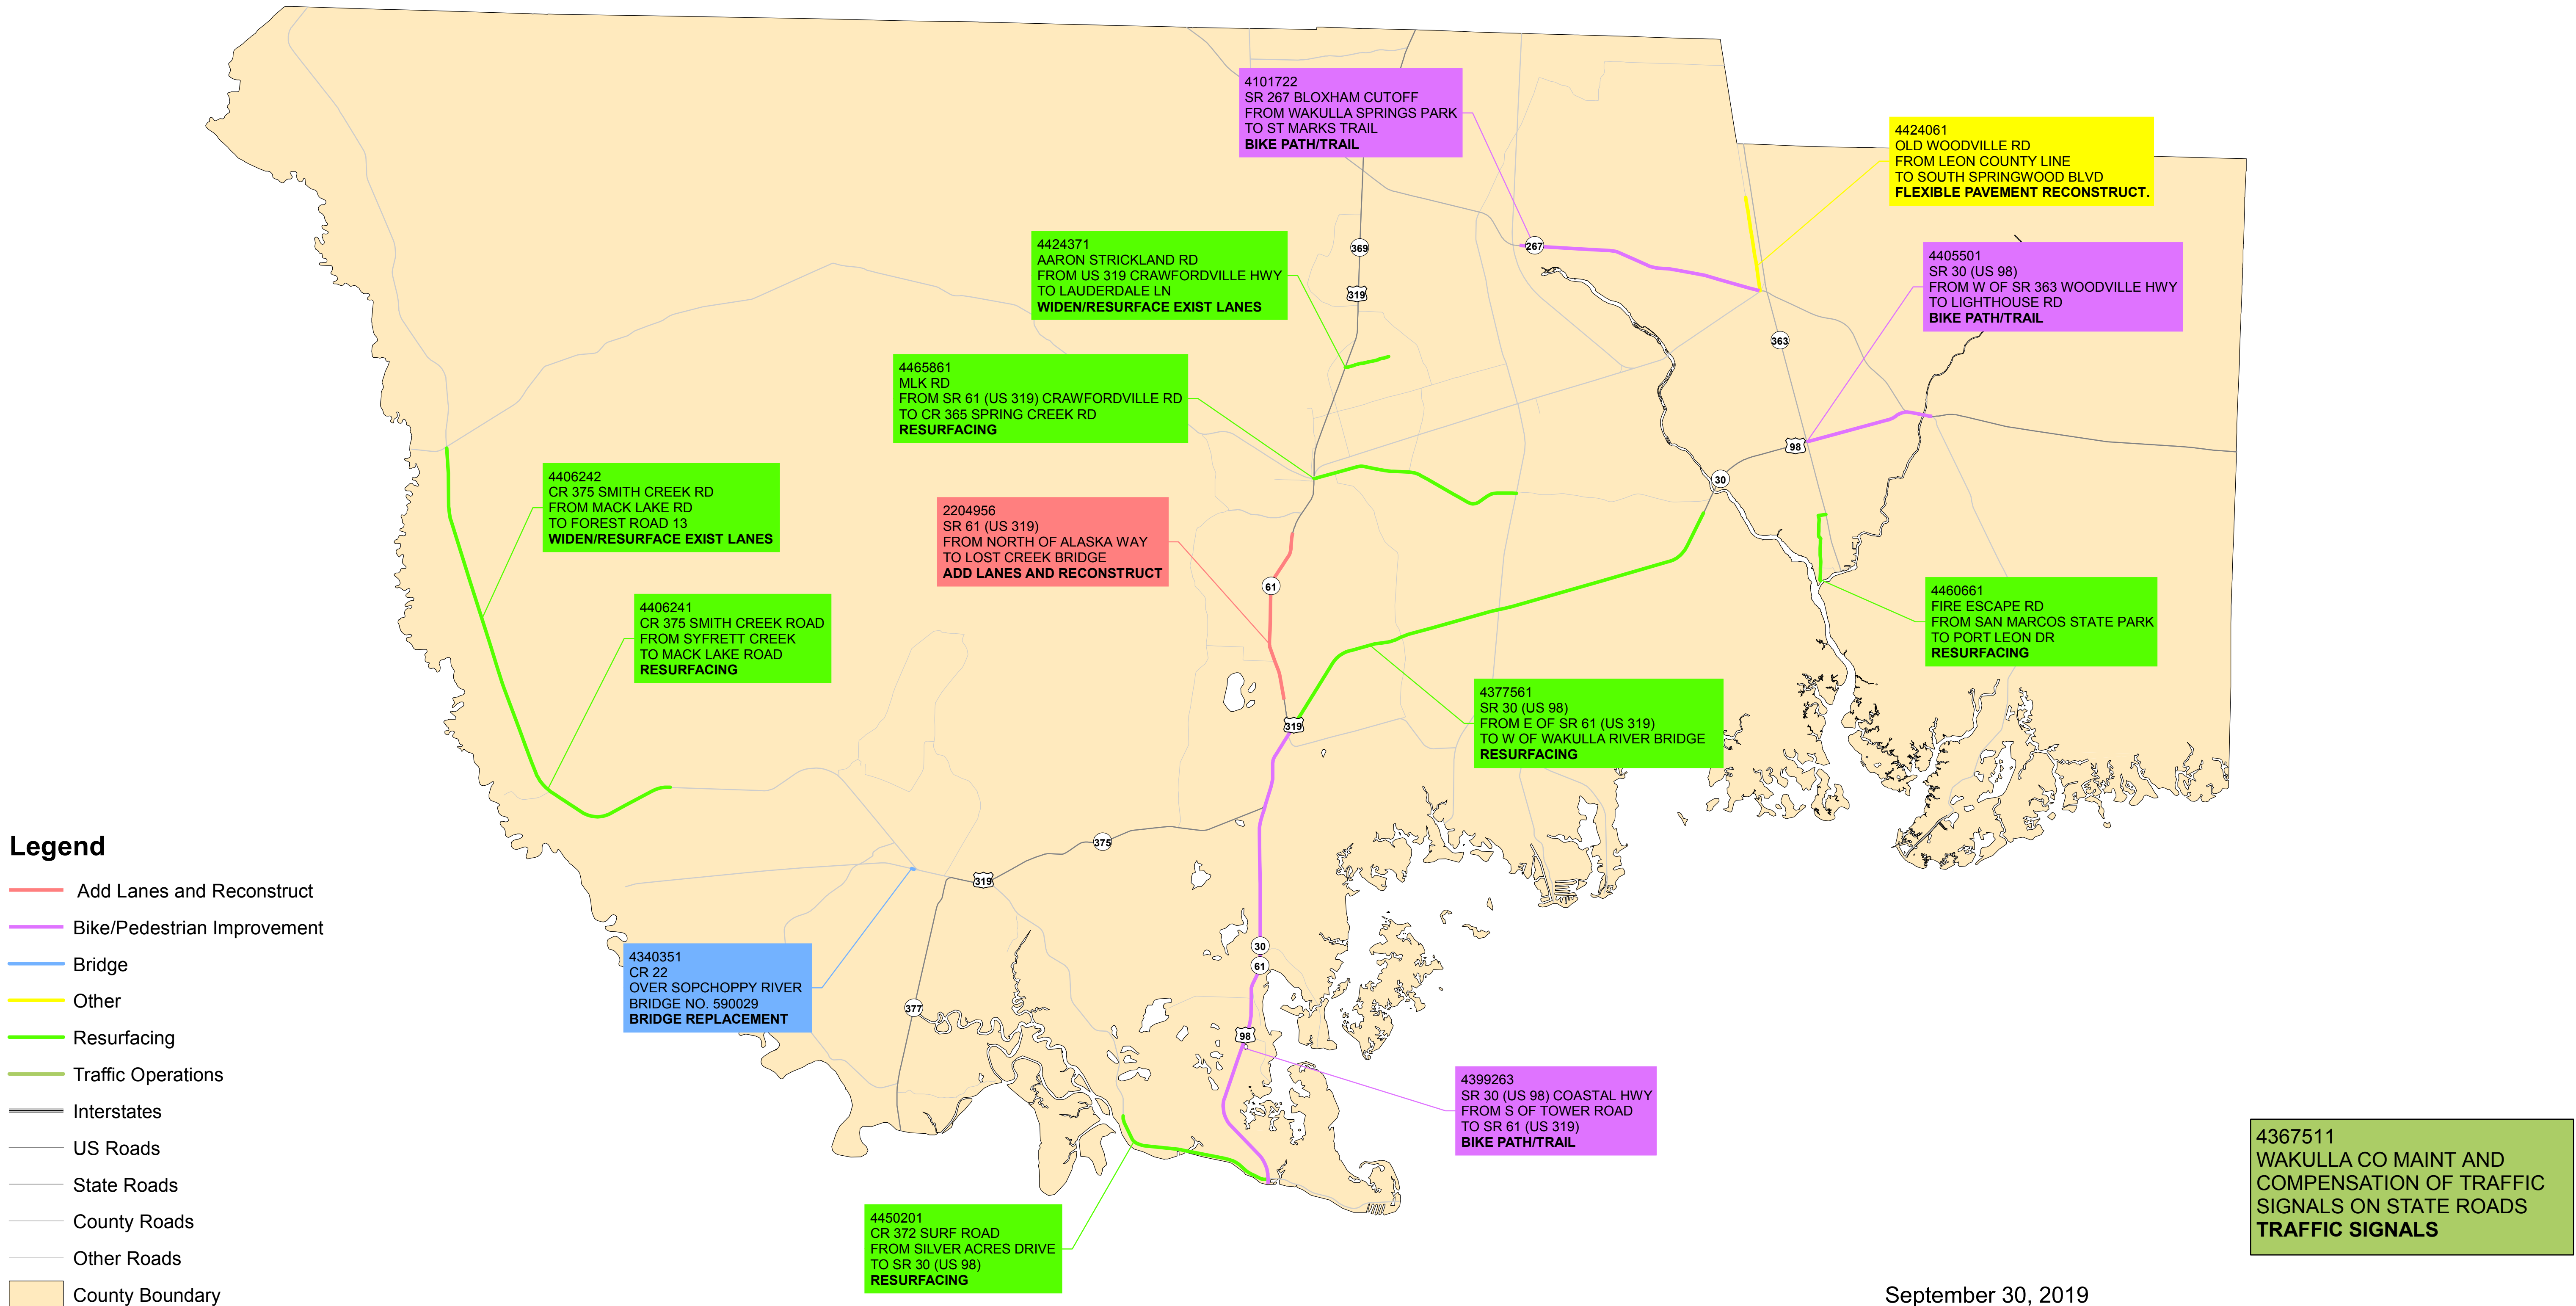 4101722
SR 267 BLOXHAM CUTOFF
FROM WAKULLA SPRINGS PARK
TO ST MARKS TRAIL
BIKE PATH/TRAIL
4424061
OLD WOODVILLE RD
FROM LEON COUNTY LINE
TO SOUTH SPRINGWOOD BLVD
FLEXIBLE PAVEMENT RECONSTRUCT.
4424371
AARON STRICKLAND RD
FROM US 319 CRAWFORDVILLE HWY
TO LAUDERDALE LN
WIDEN/RESURFACE EXIST LANES
369
319
267
4405501
SR 30 (US 98)
FROM W OF SR 363 WOODVILLE HWY
TO LIGHTHOUSE RD
BIKE PATH/TRAIL
363
4465861
MLK RD
FROM SR 61 (US 319) CRAWFORDVILLE RD
TO CR 365 SPRING CREEK RD
RESURFACING
98
30
4406242
CR 375 SMITH CREEK RD
FROM MACK LAKE RD
TO FOREST ROAD 13
WIDEN/RESURFACE EXIST LANES
2204956
SR 61 (US 319)
FROM NORTH OF ALASKA WAY
TO LOST CREEK BRIDGE
ADD LANES AND RECONSTRUCT
61
4406241
CR 375 SMITH CREEK ROAD
FROM SYFRETT CREEK
TO MACK LAKE ROAD
RESURFACING
4460661
FIRE ESCAPE RD
FROM SAN MARCOS STATE PARK
TO PORT LEON DR
RESURFACING
4377561
SR 30 (US 98)
FROM E OF SR 61 (US 319)
TO W OF WAKULLA RIVER BRIDGE
RESURFACING
319
375
319
30
61
4340351
CR 22
OVER SOPCHOPPY RIVER
BRIDGE NO. 590029
BRIDGE REPLACEMENT
377
98
4399263
SR 30 (US 98) COASTAL HWY
FROM S OF TOWER ROAD
TO SR 61 (US 319)
BIKE PATH/TRAIL
4450201
CR 372 SURF ROAD
FROM SILVER ACRES DRIVE
TO SR 30 (US 98)
RESURFACING
4367511
WAKULLA CO MAINT AND
COMPENSATION OF TRAFFIC
SIGNALS ON STATE ROADS
TRAFFIC SIGNALS
Legend
Add Lanes and Reconstruct
Bike/Pedestrian Improvement
Bridge
Other
Resurfacing
Traffic Operations
Interstates
US Roads
State Roads
County Roads
Other Roads
County Boundary
September 30, 2019